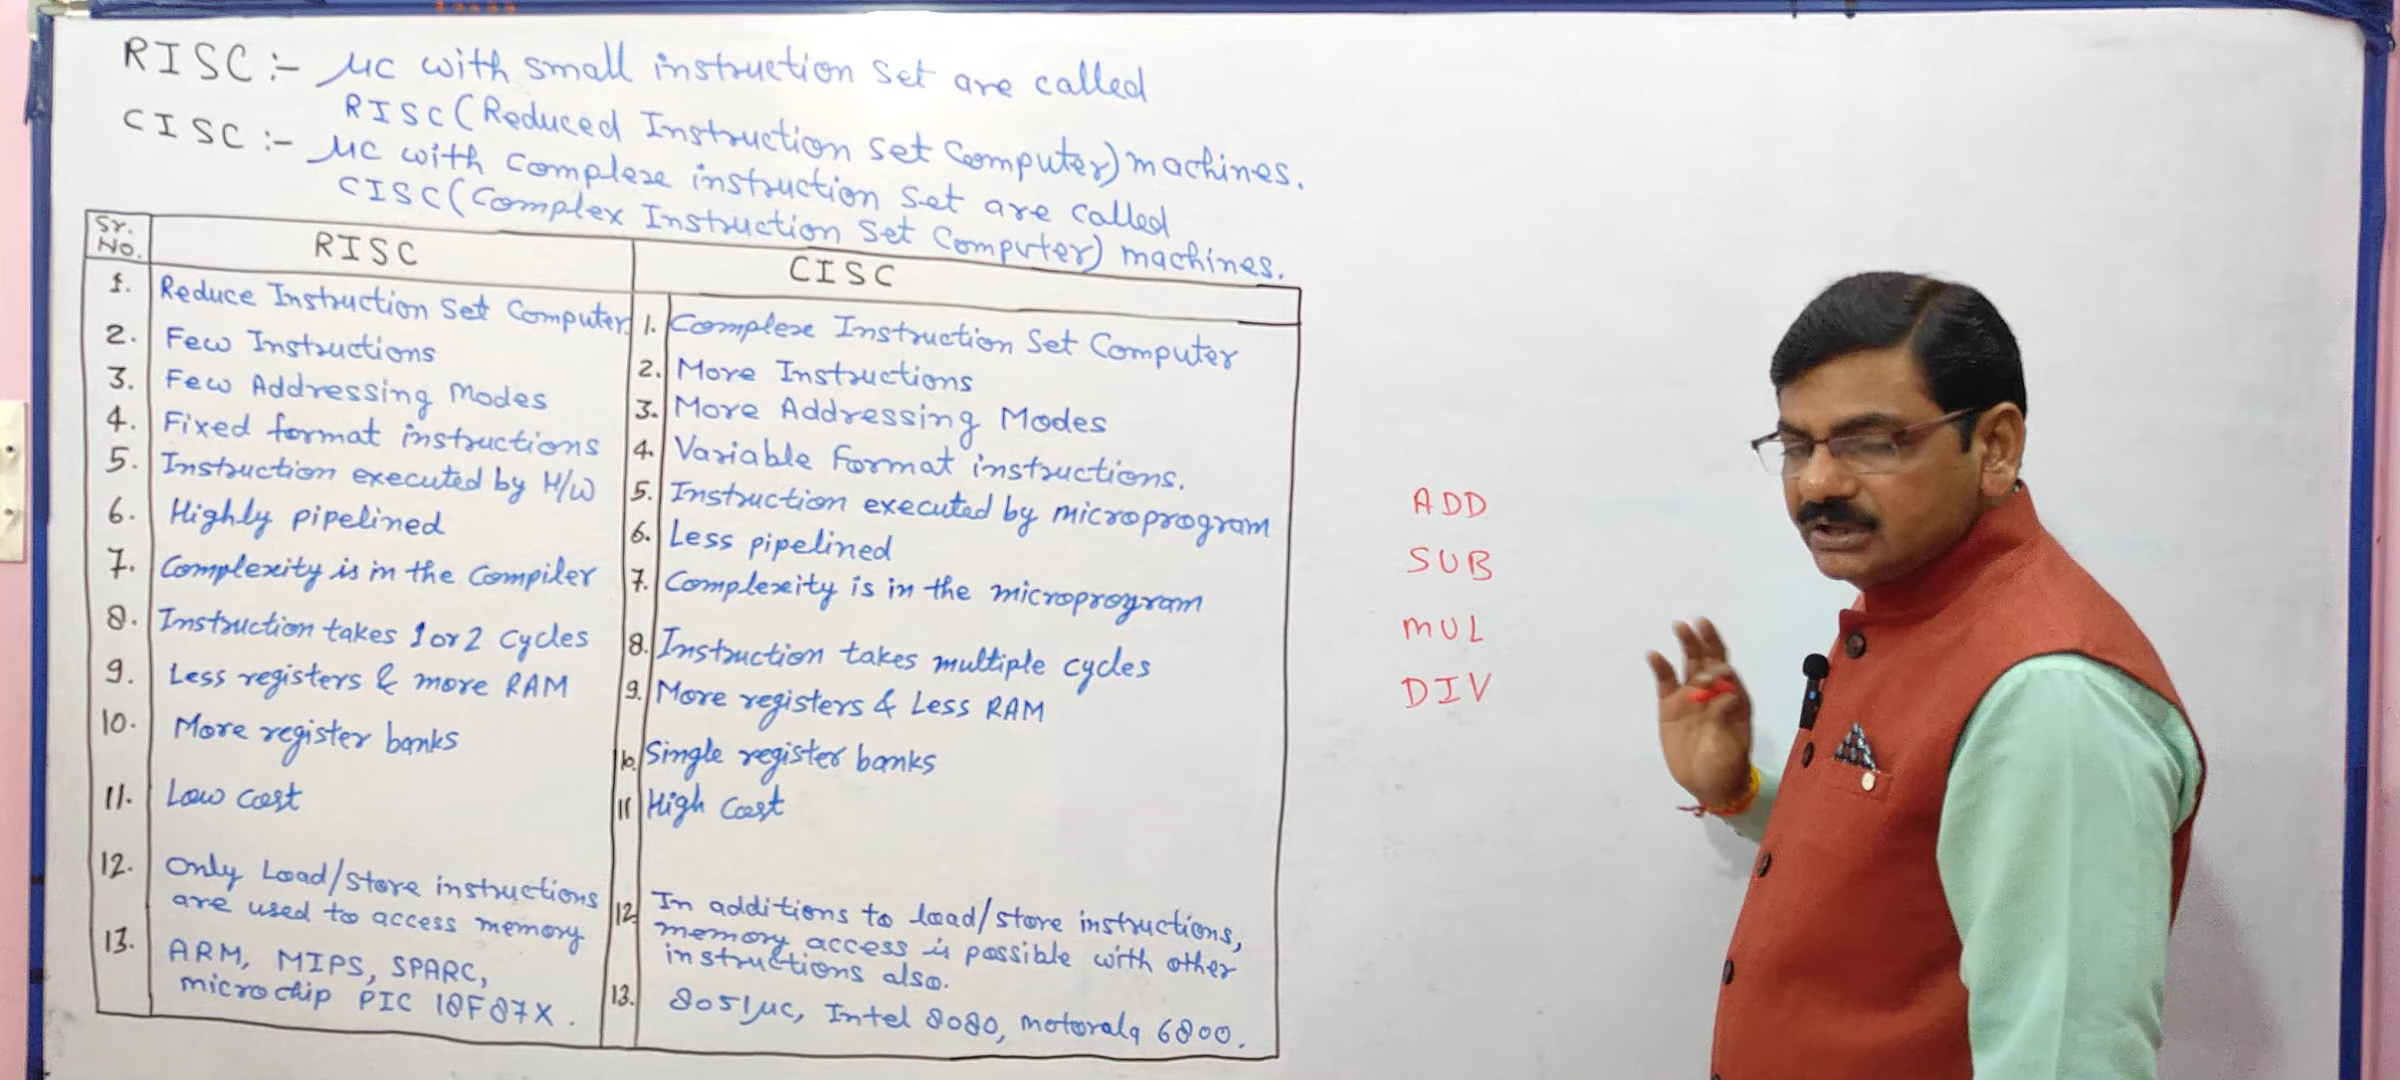 RISC :- μc with small instruction set are called
RISC (Reduced Instruction set Computer) machines.
CISC :- μc with complex instruction set are called
CISC (Complex Instruction Set Computer) machines.
Sr. No.
RISC
CISC
1. Reduce Instruction Set Computer
1. Complex Instruction Set Computer
2. Few Instructions
2. More Instructions
3. Few Addressing Modes
3. More Addressing Modes
4. Fixed format instructions
4. Variable Format instructions.
5. Instruction executed by H/W
5. Instruction executed by microprogram
6. Highly pipelined
6. Less pipelined
7. Complexity is in the Compiler
7. Complexity is in the microprogram
8. Instruction takes 1 or 2 cycles
8. Instruction takes multiple cycles
9. Less registers & more RAM
9. More registers & Less RAM
10. More register banks
10. Single register banks
11. Low cost
11 High Cost
12. Only Load/store instructions
are used to access memory
12. In additions to load/store instructions,
memory access is possible with other
instructions also.
13. ARM, MIPS, SPARC,
microchip PIC 18F87X.
13. 8051μc, Intel 8080, Motorala 6800.
ADD
SUB
MUL
DIV